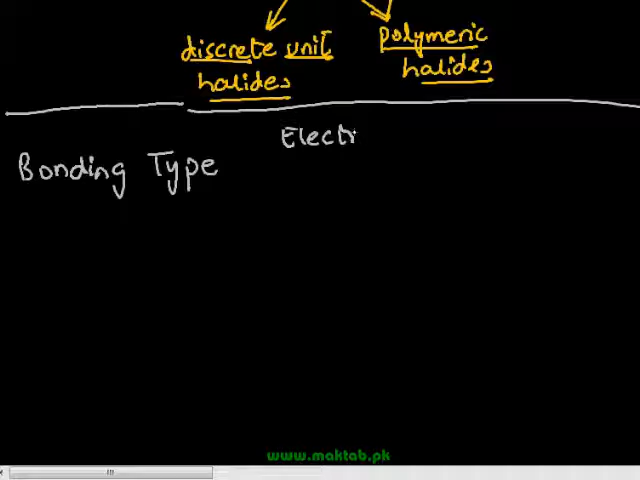 discrete unit
halides
polymeric
halides
Electr
Bonding Type
www.maktab.pk